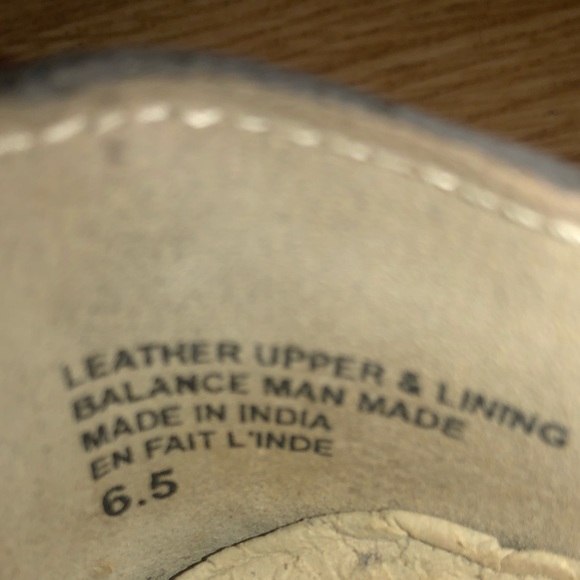 LEATHER UPPER & LINING
BALANCE MAN MADE
MADE IN INDIA
EN FAIT L'INDE
6.5